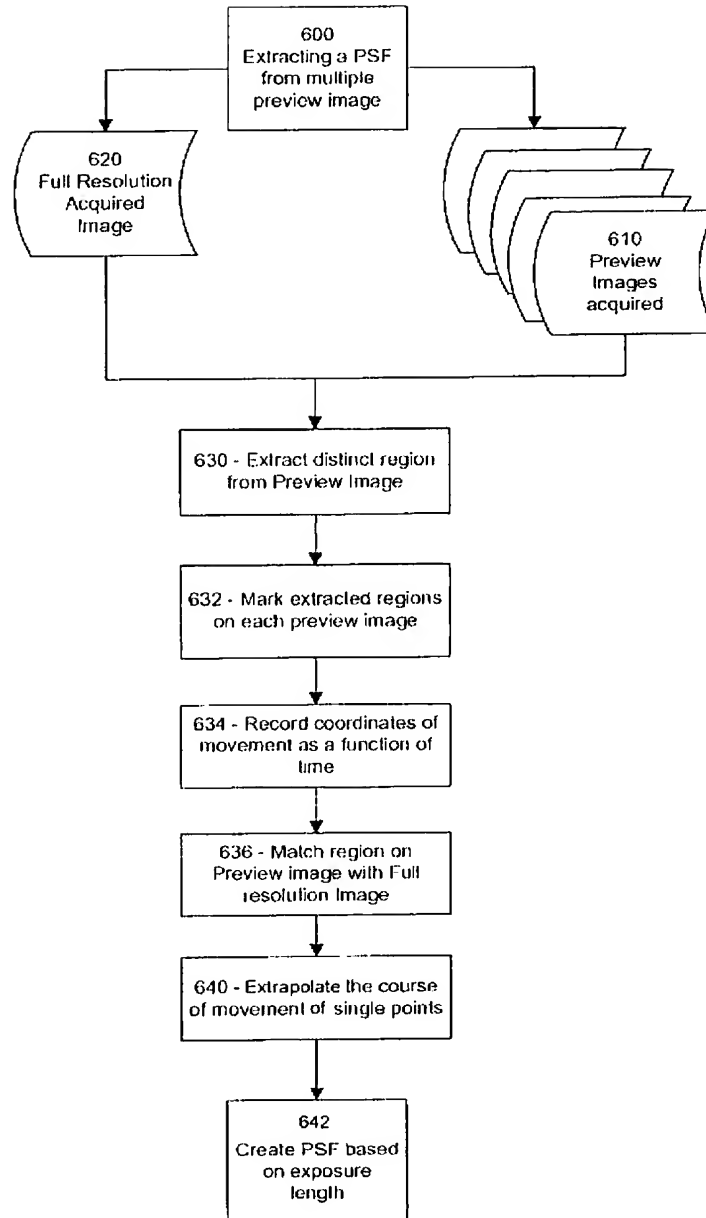 600
Extracting a PSF
from multiple
preview image
620
Full Resolution
Acquired
Image
610
Preview
Images
acquired
630 - Extract distinct region
from Preview Image
632 - Mark extracted regions
on each preview image
634 - Record coordinates of
movement as a function of
time
636 - Match region on
Preview image with Full
resolution Image
640 - Extrapolate the course
of movement of single points
642
Create PSF based
on exposure
length